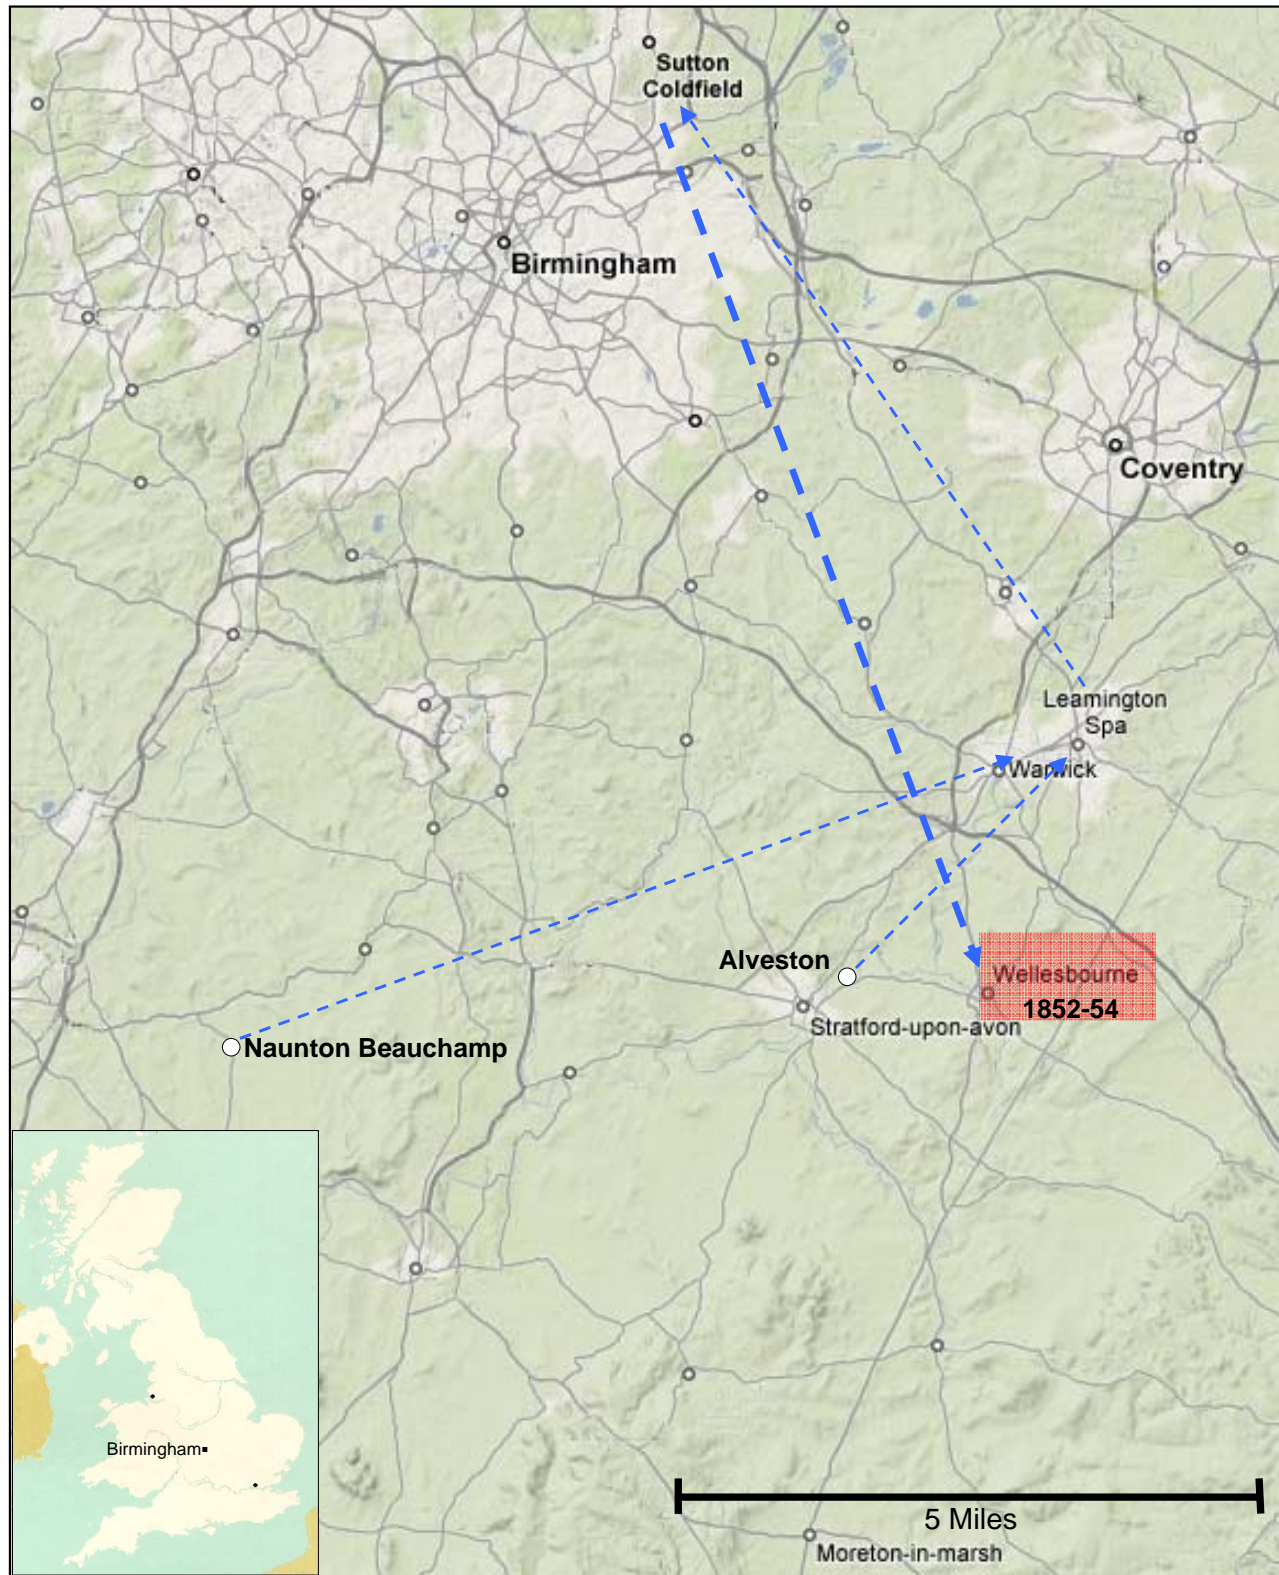 Sutton
Coldfield
Birmingham
Coventry
Leamington
Spa
Warwick
Alveston
Wellesbourne
1852-54
Stratford-upon-avon
Naunton Beauchamp
Birmingham
5 Miles
Moreton-in-marsh